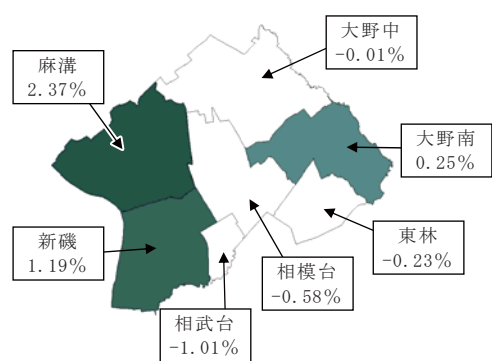 大野中
-0.01%
麻溝
2.37%
大野南
0.25%
新磯
1.19%
東林
-0.23%
相模台
-0.58%
相武台
-1.01%